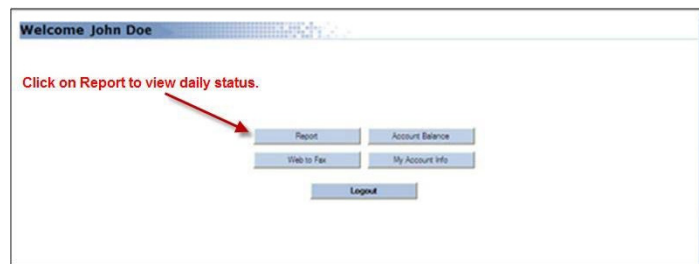 Welcome John Doe
Click on Report to view daily status.
Report Account Balance
Web to Fax My Account Info
Logout